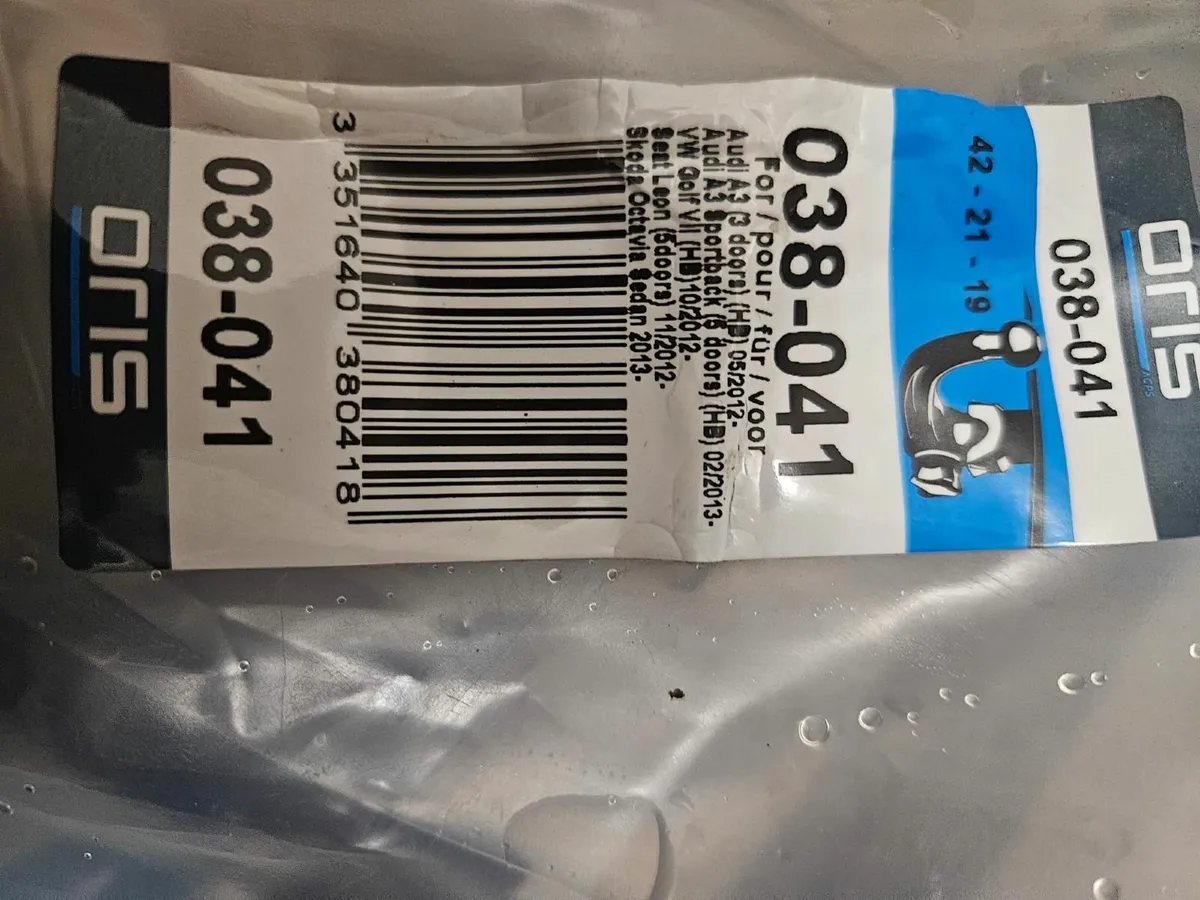 ORIS
ACPS
038-041
42 - 21 - 19
038-041
For / pour / für / voor
Audi A3 (3 doors) (HB) 05/2012-
Audi A3 Sportback (5 doors) (HB) 02/2013-
VW Golf VII (HB) 10/2012-
Seat Leon (5doors) 11/2012-
Skoda Octavia Sedan 2013-
3 351640 380418
038-041
ORIS